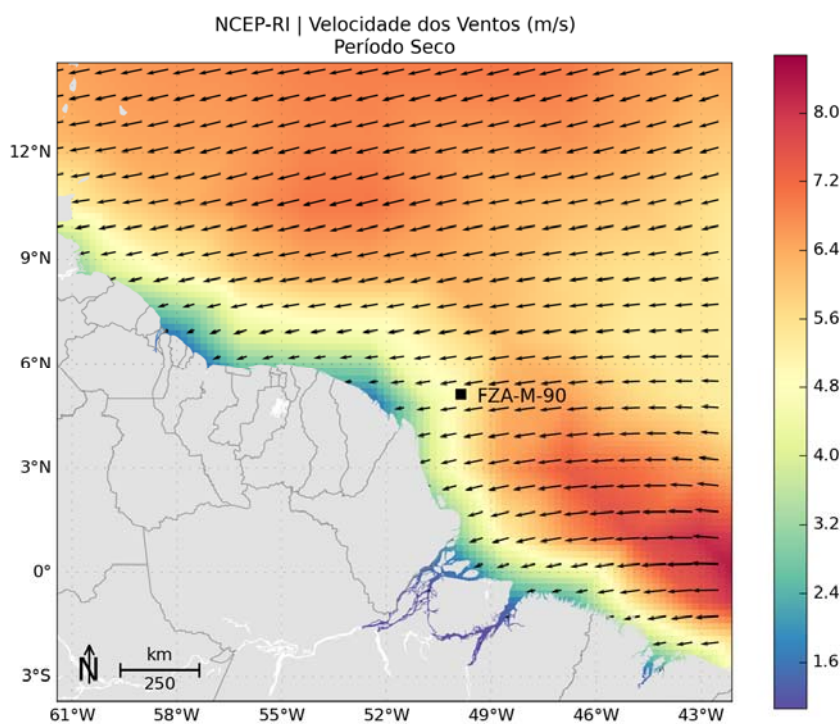 NCEP-RI | Velocidade dos Ventos (m/s)
Período Seco
8.0
12°N
7.2
6.4
9°N
5.6
6°N
FZA-M-90
4.8
4.0
3°N
3.2
0°
2.4
N
km
250
3°S
1.6
61°W 58°W 55°W 52°W 49°W 46°W 43°W